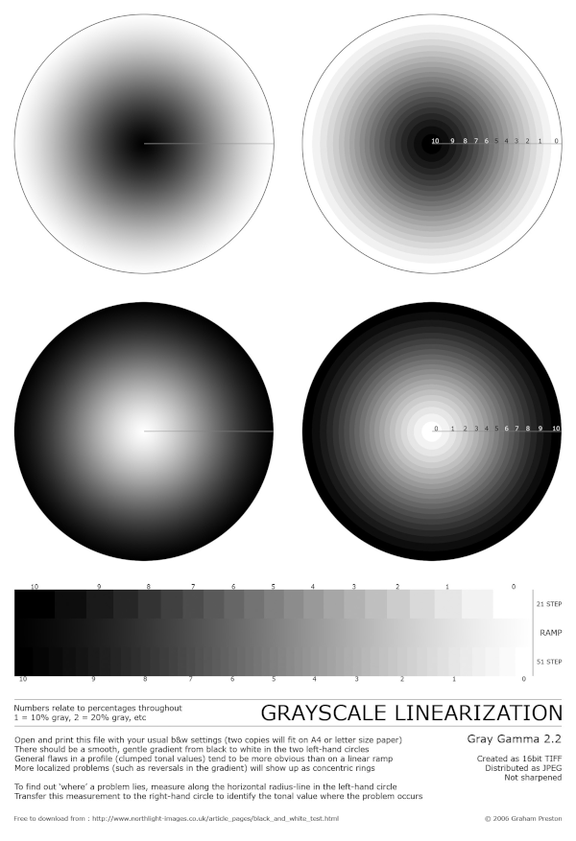 10 9 8 7 6 5 4 3 2 1 0
0 1 2 3 4 5 6 7 8 9 10
10 9 8 7 6 5 4 3 2 1 0
21 STEP
RAMP
51 STEP
10 9 8 7 6 5 4 3 2 1 0
Numbers relate to percentages throughout
1 = 10% gray, 2 = 20% gray, etc
GRAYSCALE LINEARIZATION
Open and print this file with your usual b&w settings (two copies will fit on A4 or letter size paper)
There should be a smooth, gentle gradient from black to white in the two left-hand circles
General flaws in a profile (clumped tonal values) tend to be more obvious than on a linear ramp
More localized problems (such as reversals in the gradient) will show up as concentric rings
To find out 'where' a problem lies, measure along the horizontal radius-line in the left-hand circle
Transfer this measurement to the right-hand circle to identify the tonal value where the problem occurs
Gray Gamma 2.2
Created as 16bit TIFF
Distributed as JPEG
Not sharpened
Free to download from : http://www.northlight-images.co.uk/article_pages/black_and_white_test.html
© 2006 Graham Preston